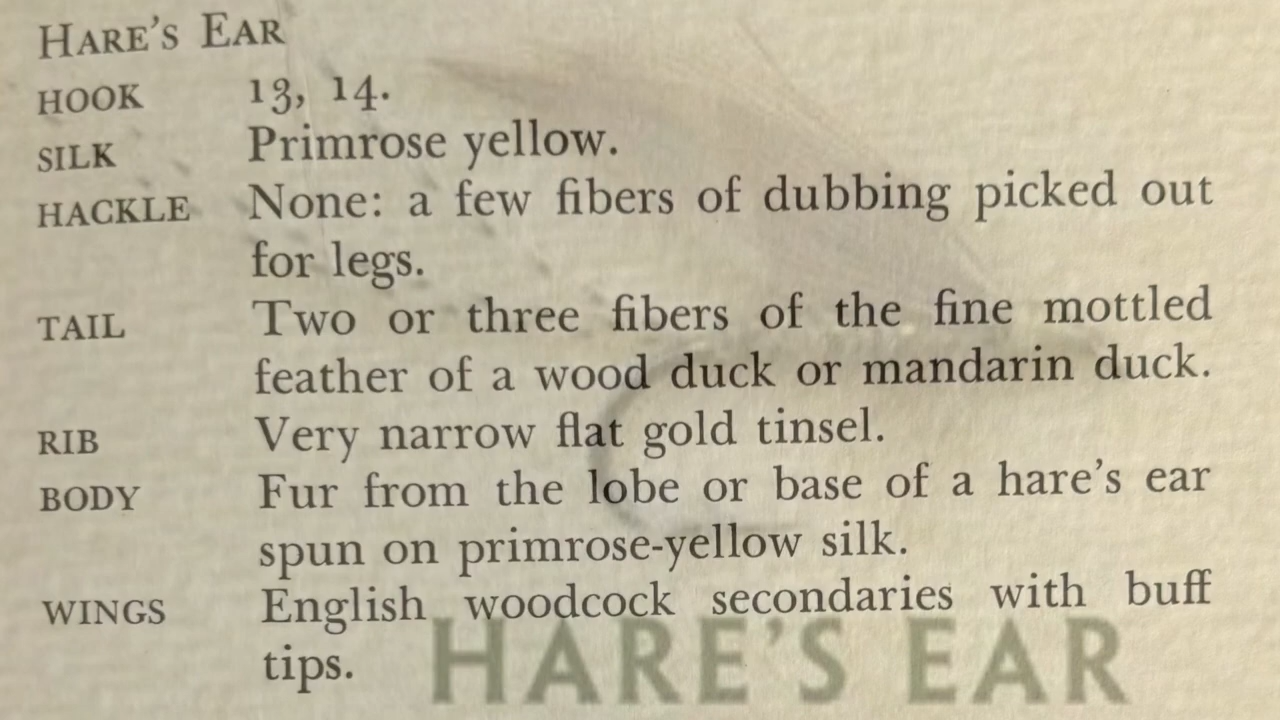 HARE'S EAR
HOOK 13, 14.
SILK Primrose yellow.
HACKLE None: a few fibers of dubbing picked out
for legs.
TAIL Two or three fibers of the fine mottled
feather of a wood duck or mandarin duck.
RIB Very narrow flat gold tinsel.
BODY Fur from the lobe or base of a hare's ear
spun on primrose-yellow silk.
WINGS English woodcock secondaries with buff
tips.
HARE'S EAR